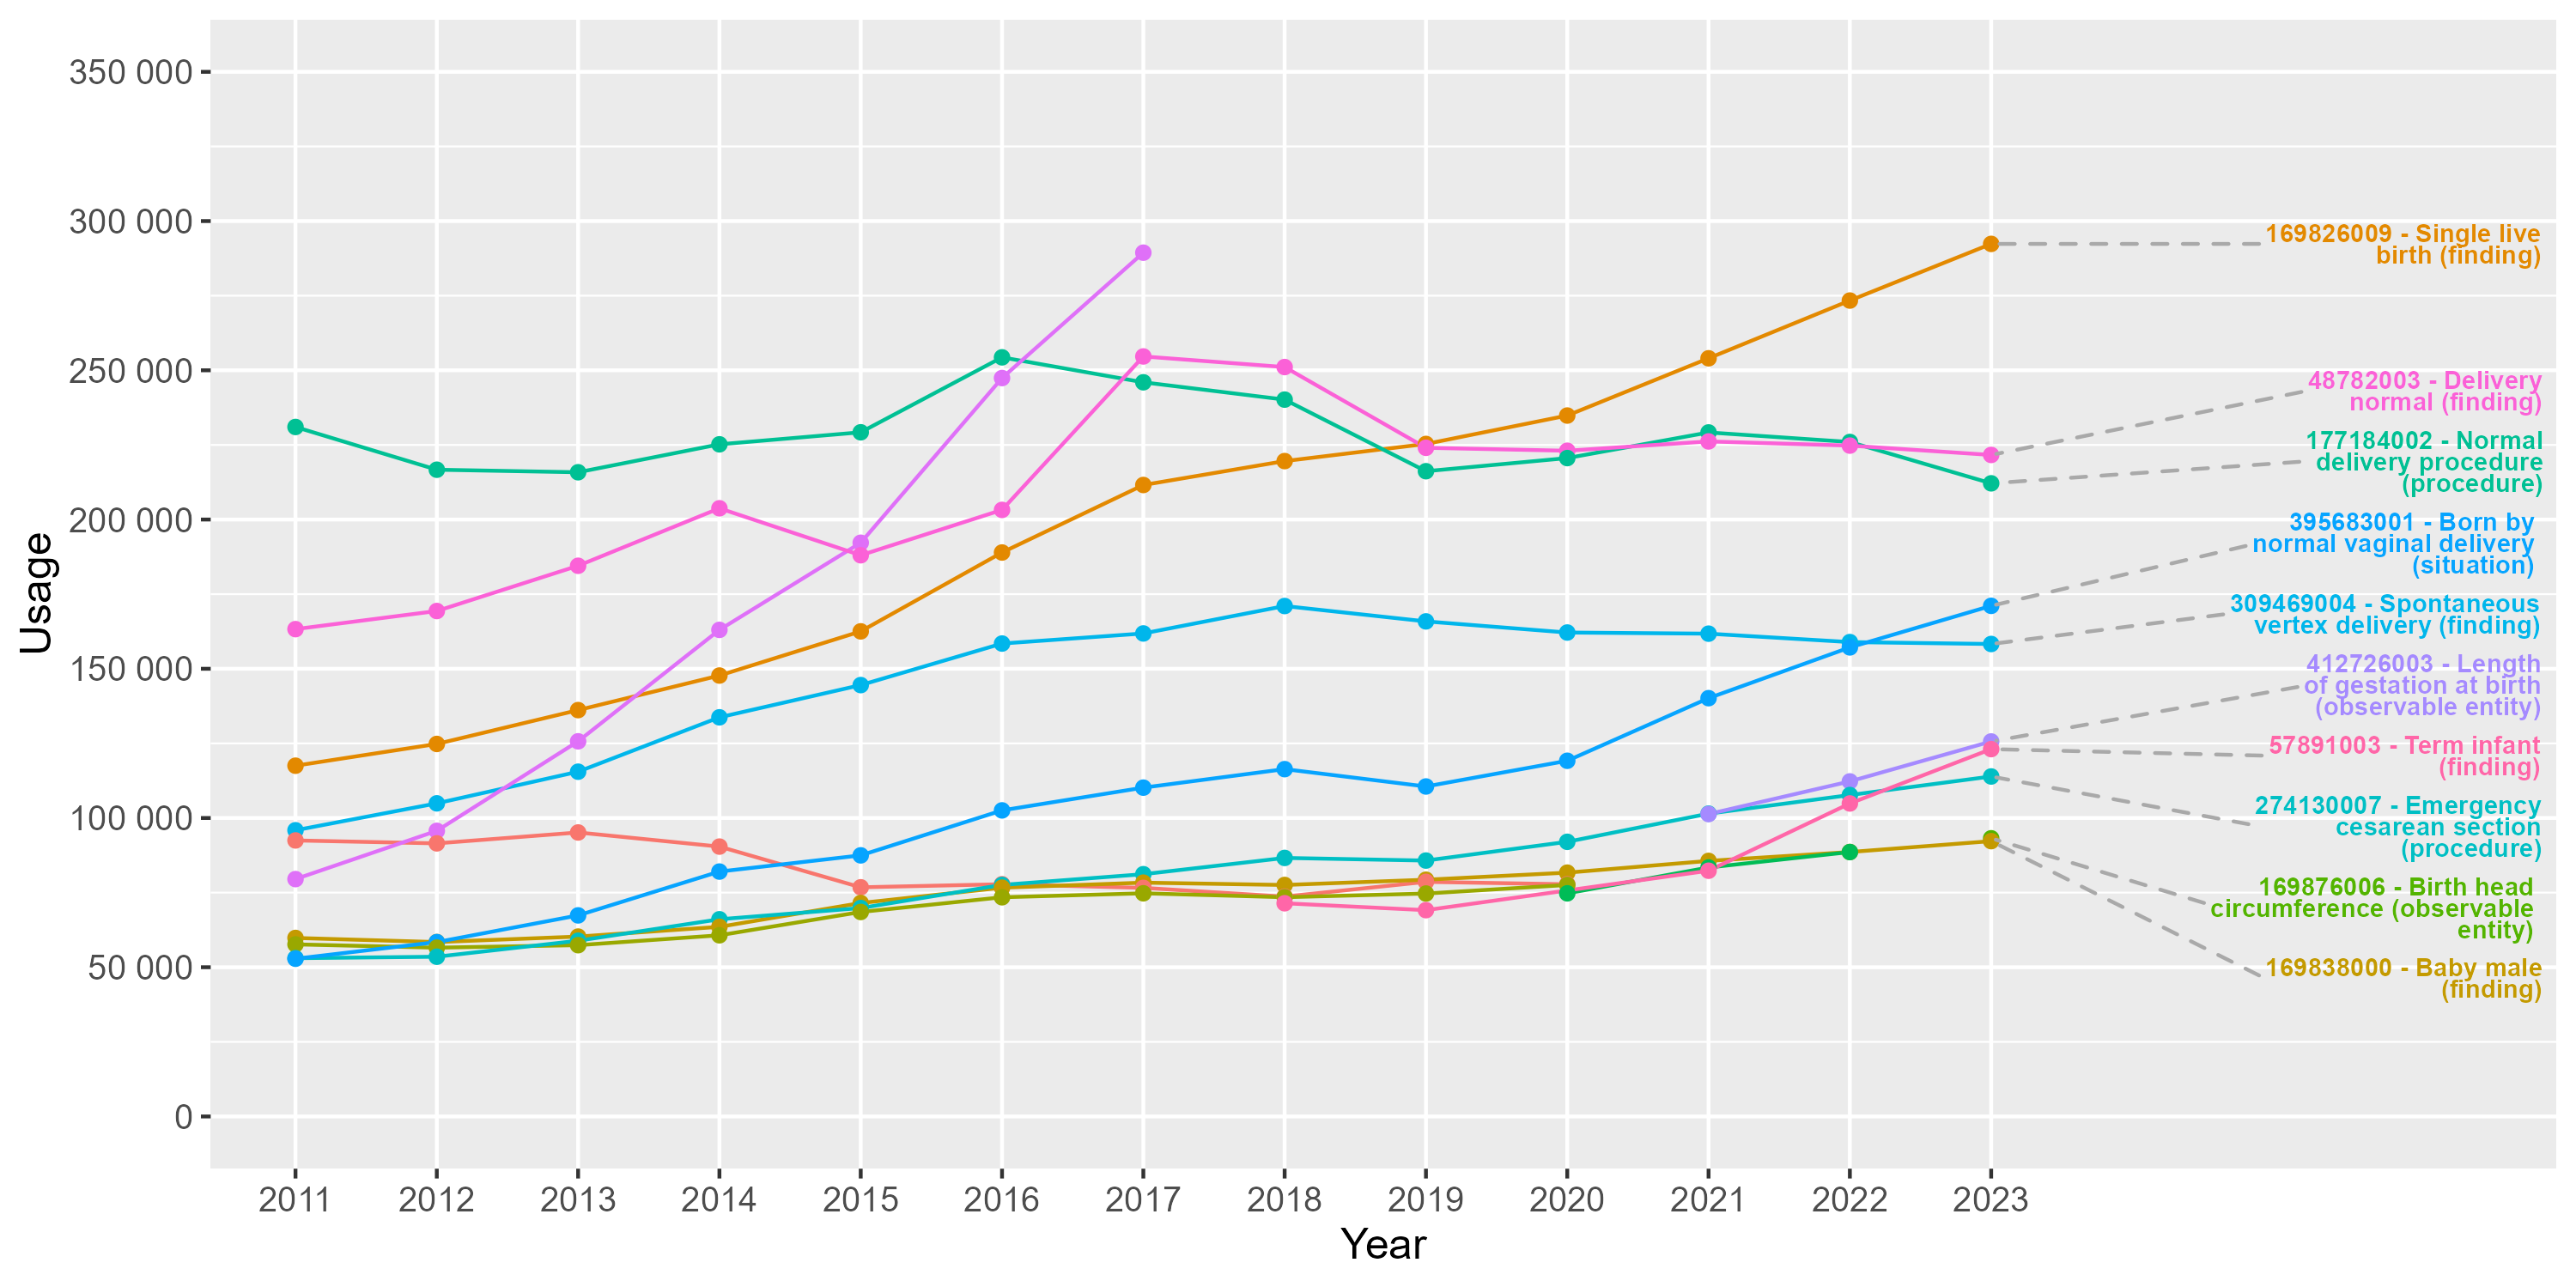 350 000
300 000
250 000
200 000
150 000
100 000
50 000
0
Usage
2011
2012
2013
2014
2015
2016
2017
2018
2019
2020
2021
2022
2023
Year
169826009 - Single live
birth (finding)
48782003 - Delivery
normal (finding)
177184002 - Normal
delivery procedure
(procedure)
395683001 - Born by
normal vaginal delivery
(situation)
309469004 - Spontaneous
vertex delivery (finding)
412726003 - Length
of gestation at birth
(observable entity)
57891003 - Term infant
(finding)
274130007 - Emergency
cesarean section
(procedure)
169876006 - Birth head
circumference (observable
entity)
169838000 - Baby male
(finding)